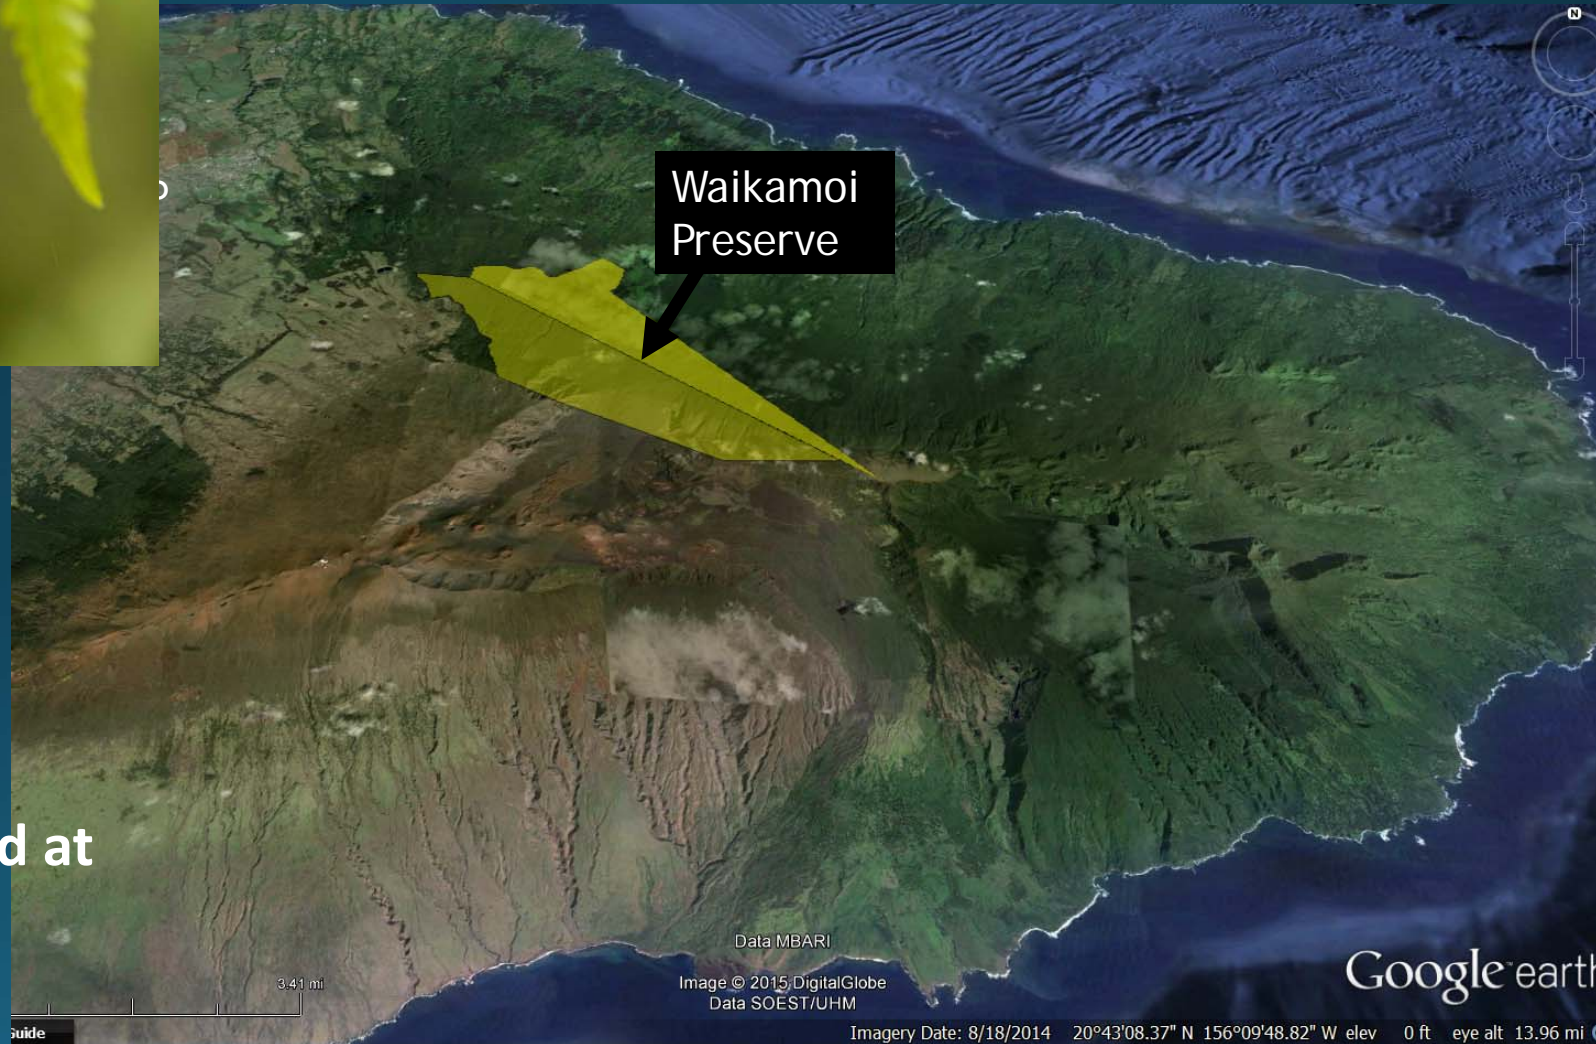 Waikamoi
Preserve
d at
3.41 mi
Data MBARI
Image © 2015 DigitalGlobe
Data SOEST/UHM
Google earth
Guide
Imagery Date: 8/18/2014 20°43'08.37" N 156°09'48.82" W elev 0 ft eye alt 13.96 mi
N